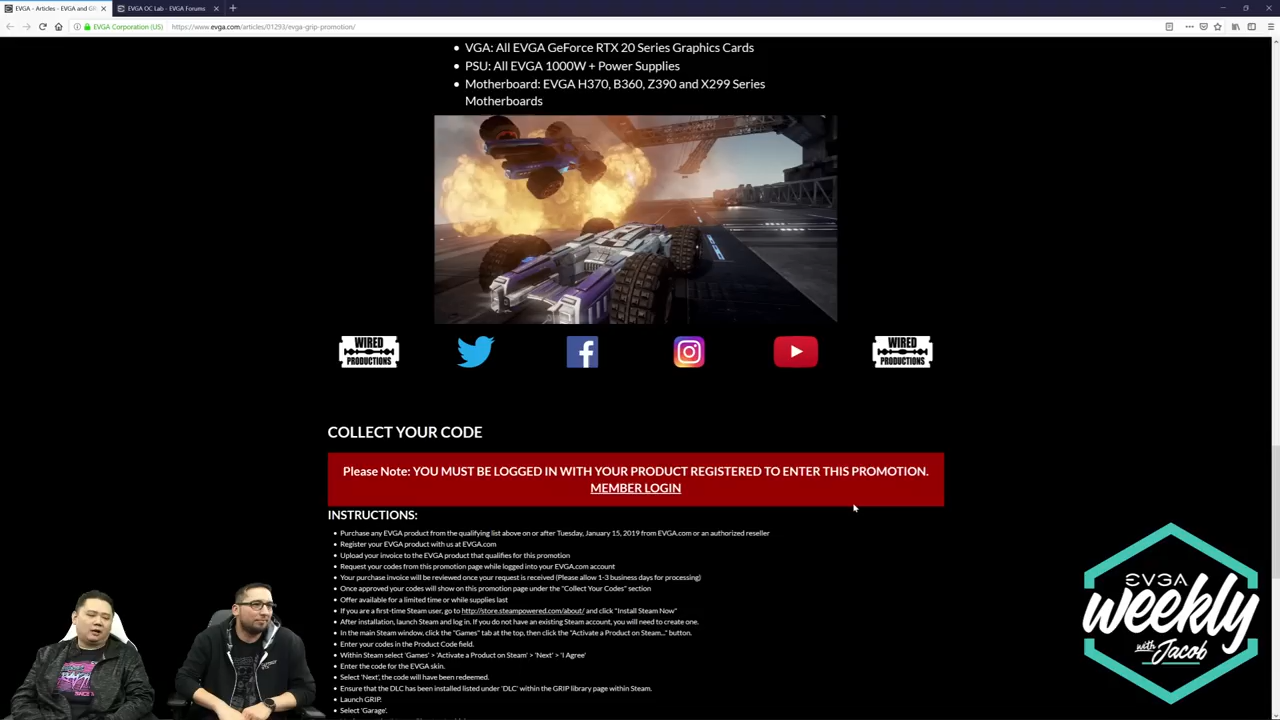 EVGA - Articles - EVGA and GR
EVGA OC Lab - EVGA Forums
EVGA Corporation (US)
https://www.evga.com/articles/01293/evga-grip-promotion/
• VGA: All EVGA GeForce RTX 20 Series Graphics Cards
• PSU: All EVGA 1000W + Power Supplies
• Motherboard: EVGA H370, B360, Z390 and X299 Series
Motherboards
WIRED PRODUCTIONS
WIRED PRODUCTIONS
COLLECT YOUR CODE
Please Note: YOU MUST BE LOGGED IN WITH YOUR PRODUCT REGISTERED TO ENTER THIS PROMOTION.
MEMBER LOGIN
INSTRUCTIONS:
• Purchase any EVGA product from the qualifying list above on or after Tuesday, January 15, 2019 from EVGA.com or an authorized reseller
• Register your EVGA product with us at EVGA.com
• Upload your invoice to the EVGA product that qualifies for this promotion
• Request your codes from this promotion page while logged into your EVGA.com account
• Your purchase invoice will be reviewed once your request is received (Please allow 1-3 business days for processing)
• Once approved your codes will show on this promotion page under the "Collect Your Codes" section
• Offer available for a limited time or while supplies last
• If you are a first-time Steam user, go to http://store.steampowered.com/about/ and click "Install Steam Now"
• After installation, launch Steam and log in. If you do not have an existing Steam account, you will need to create one.
• In the main Steam window, click the "Games" tab at the top, then click the "Activate a Product on Steam..." button.
• Enter your codes in the Product Code field.
• Within Steam select 'Games' > 'Activate a Product on Steam' > 'Next' > 'I Agree'
• Enter the code for the EVGA skin.
• Select 'Next', the code will have been redeemed.
• Ensure that the DLC has been installed listed under 'DLC' within the GRIP library page within Steam.
• Launch GRIP.
• Select 'Garage'.
EVGA
weekly
with Jacob